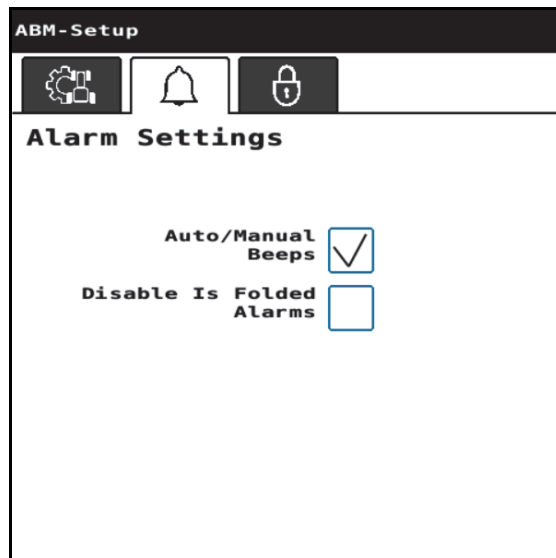 ABM-Setup
Alarm Settings
Auto/Manual
Beeps
Disable Is Folded
Alarms